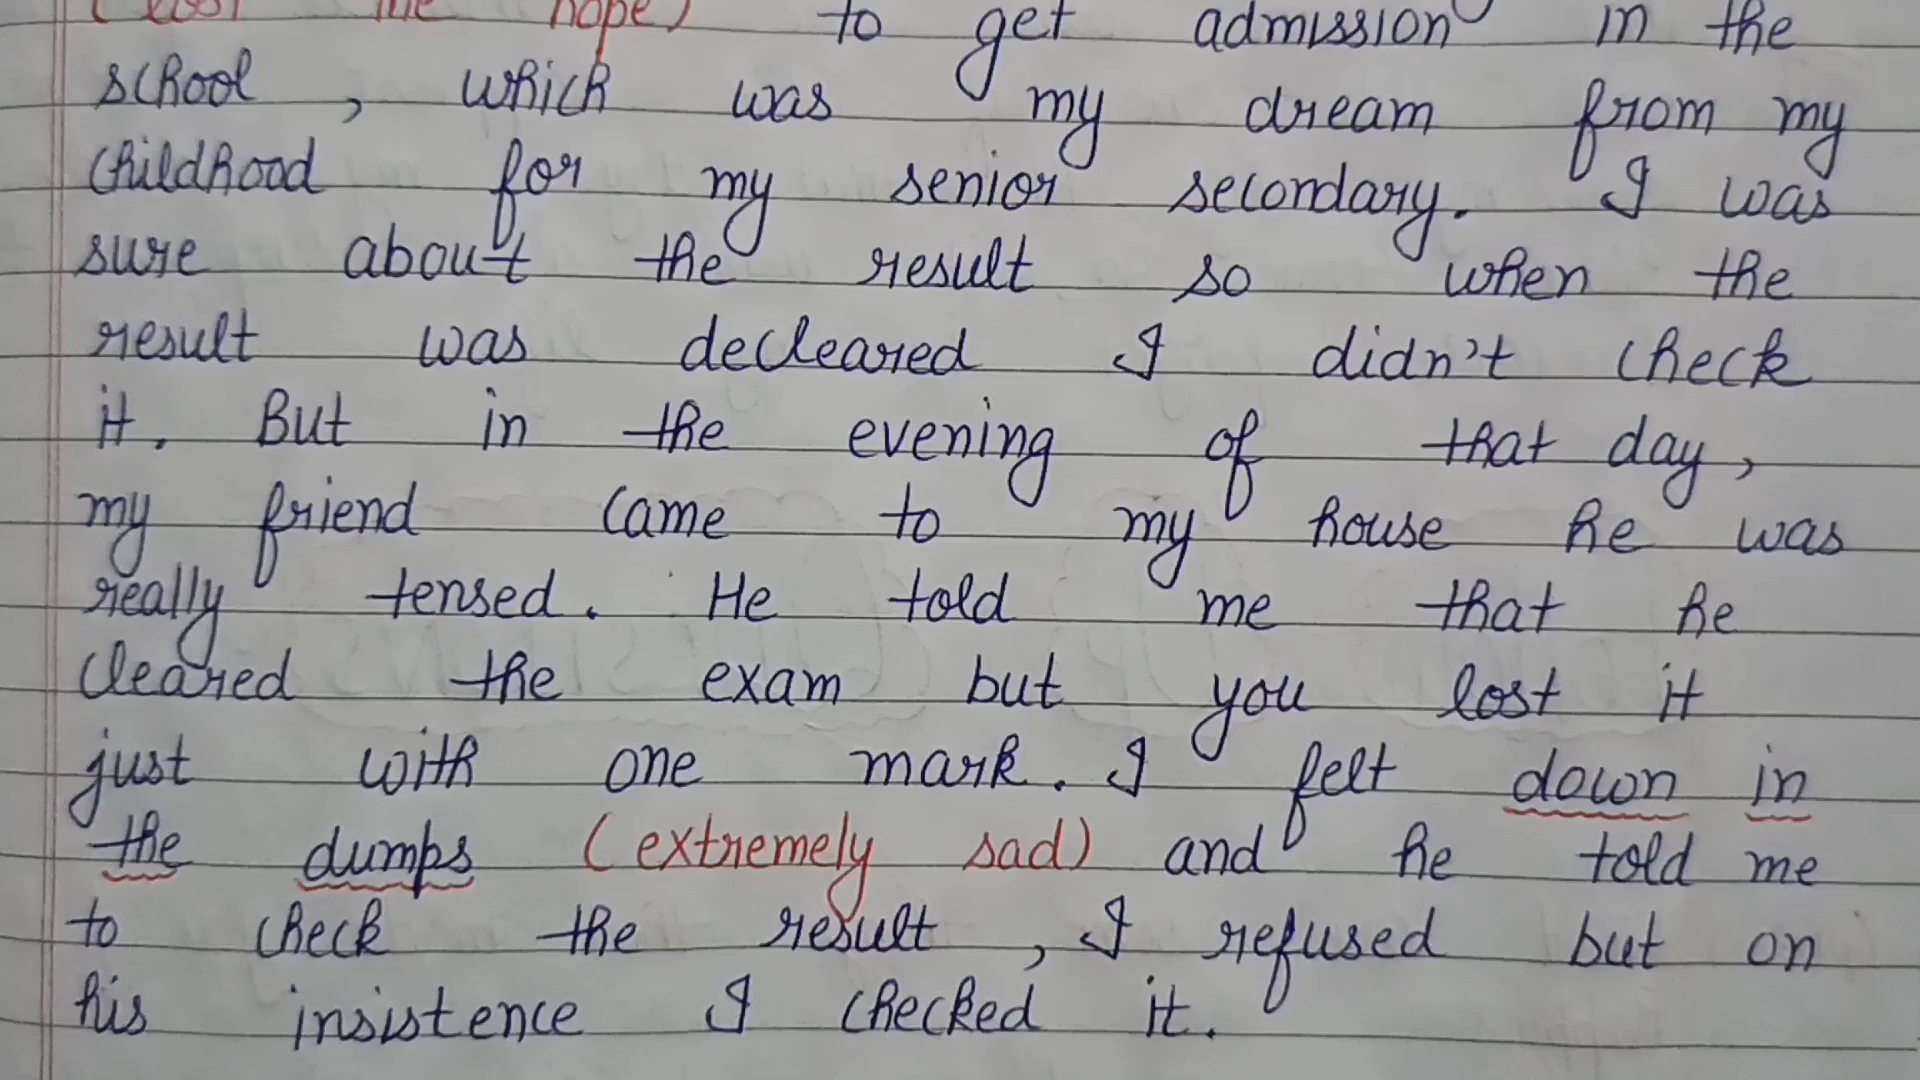 (lost the hope) to get admission in the
school , which was my dream from my
childhood for my senior secondary. I was
sure about the result so when the
result was decleared I didn't check
it. But in the evening of that day,
my friend came to my house he was
really tensed. He told me that he
cleared the exam but you lost it
just with one mark. I felt down in
the dumps (extremely sad) and he told me
to check the result , I refused but on
his insistence I checked it.